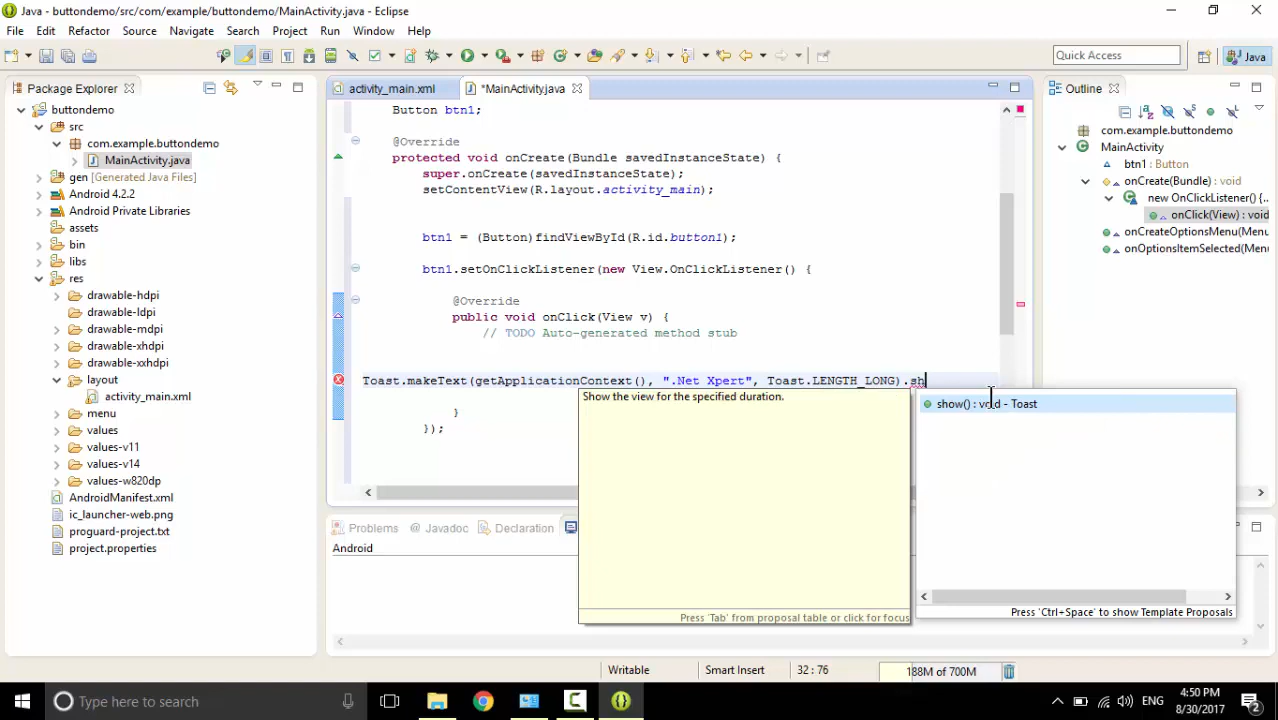 Java - buttondemo/src/com/example/buttondemo/MainActivity.java - Eclipse
File Edit Refactor Source Navigate Search Project Run Window Help
Quick Access
Java
Package Explorer
activity_main.xml
*MainActivity.java
Outline
buttondemo
src
com.example.buttondemo
MainActivity.java
gen [Generated Java Files]
Android 4.2.2
Android Private Libraries
assets
bin
libs
res
drawable-hdpi
drawable-ldpi
drawable-mdpi
drawable-xhdpi
drawable-xxhdpi
layout
activity_main.xml
menu
values
values-v11
values-v14
values-w820dp
AndroidManifest.xml
ic_launcher-web.png
proguard-project.txt
project.properties
Button btn1;
@Override
protected void onCreate(Bundle savedInstanceState) {
super.onCreate(savedInstanceState);
setContentView(R.layout.activity_main);
btn1 = (Button)findViewById(R.id.button1);
btn1.setOnClickListener(new View.OnClickListener() {
@Override
public void onClick(View v) {
// TODO Auto-generated method stub
Toast.makeText(getApplicationContext(), ".Net Xpert", Toast.LENGTH_LONG).sh
}
});
Show the view for the specified duration.
Press 'Tab' from proposal table or click for focus
show() : void - Toast
Press 'Ctrl+Space' to show Template Proposals
com.example.buttondemo
MainActivity
btn1 : Button
onCreate(Bundle) : void
new OnClickListener() {...
onClick(View) : void
onCreateOptionsMenu(Menu
onOptionsItemSelected(Menu
Problems
Javadoc
Declaration
Android
Writable
Smart Insert
32 : 76
188M of 700M
Type here to search
ENG
4:50 PM
8/30/2017
2